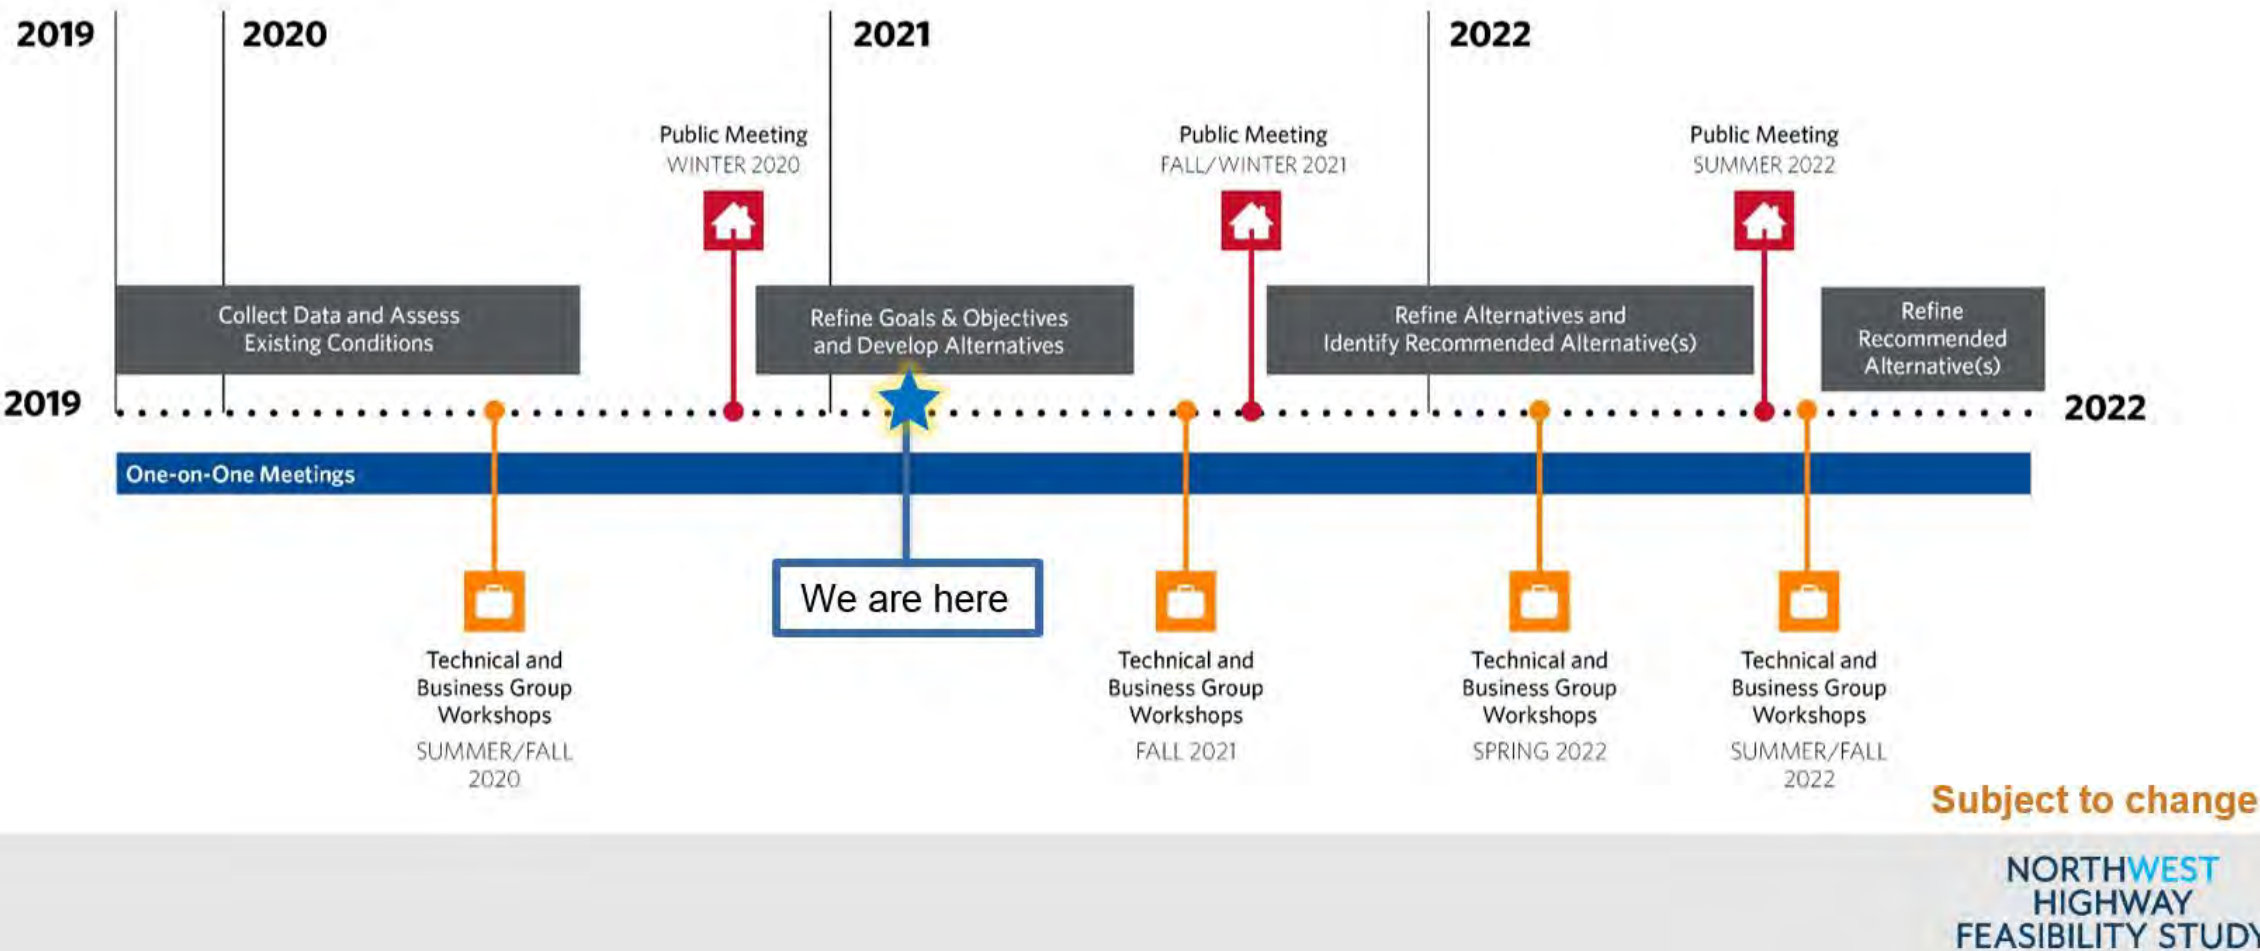 2019
2020
2021
2022
Public Meeting
WINTER 2020
Public Meeting
FALL/WINTER 2021
Public Meeting
SUMMER 2022
Collect Data and Assess
Existing Conditions
Refine Goals & Objectives
and Develop Alternatives
Refine Alternatives and
Identify Recommended Alternative(s)
Refine
Recommended
Alternative(s)
2019
2022
One-on-One Meetings
We are here
Technical and
Business Group
Workshops
SUMMER/FALL
2020
Technical and
Business Group
Workshops
FALL 2021
Technical and
Business Group
Workshops
SPRING 2022
Technical and
Business Group
Workshops
SUMMER/FALL
2022
Subject to change
NORTHWEST
HIGHWAY
FEASIBILITY STUDY